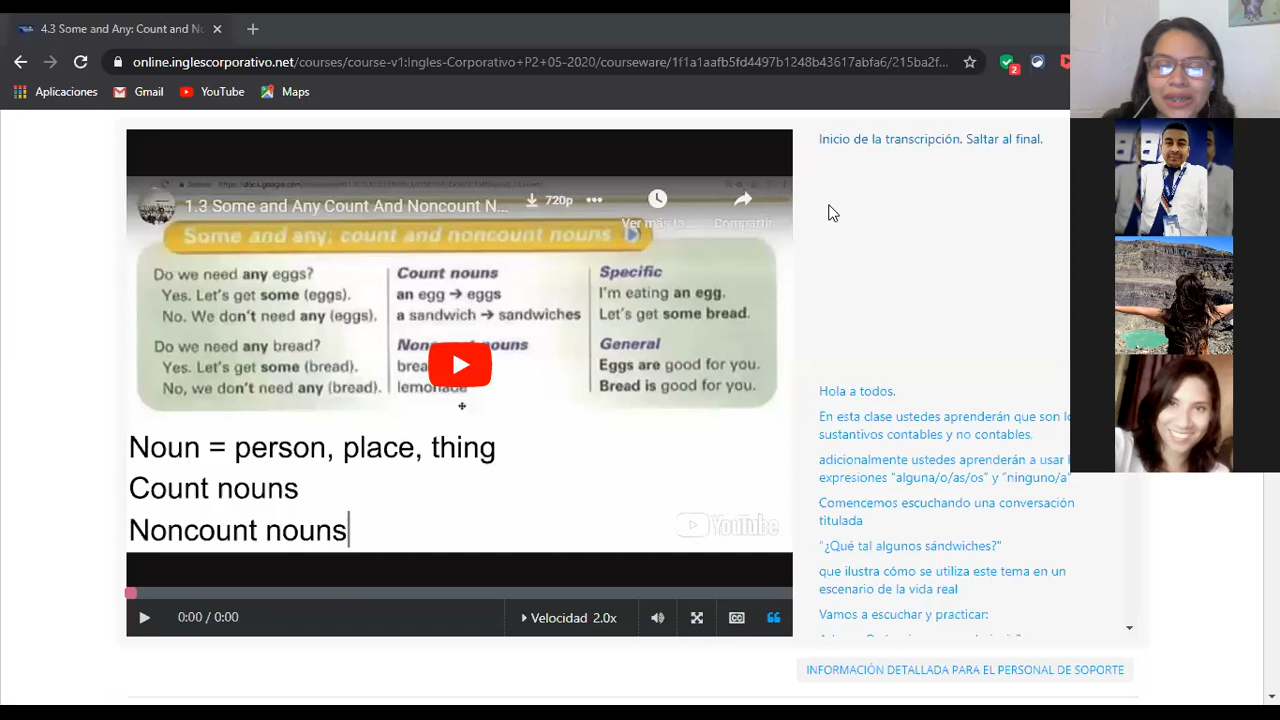 4.3 Some and Any: Count and No
online.inglescorporativo.net/courses/course-v1:Ingles-Corporativo+P2+05-2020/courseware/1f1a1aafb5fd4497b1248b43617abfa6/215ba2f...
2
Aplicaciones
Gmail
YouTube
Maps
1.3 Some and Any Count And Noncount N...
720p
Ver más ta...
Compartir
Some and any; count and noncount nouns
Do we need any eggs?
Yes. Let's get some (eggs).
No. We don't need any (eggs).
Do we need any bread?
Yes. Let's get some (bread).
No, we don't need any (bread).
Count nouns
an egg → eggs
a sandwich → sandwiches
nouns
lemonade
Specific
I'm eating an egg.
Let's get some bread.
General
Eggs are good for you.
Bread is good for you.
Noun = person, place, thing
Count nouns
Noncount nouns
YouTube
0:00 / 0:00
Velocidad 2.0x
Inicio de la transcripción. Saltar al final.
Hola a todos.
En esta clase ustedes aprenderán que son lo
sustantivos contables y no contables.
adicionalmente ustedes aprenderán a usar l
expresiones "alguna/o/as/os" y "ninguno/a"
Comencemos escuchando una conversación
titulada
"¿Qué tal algunos sándwiches?"
que ilustra cómo se utiliza este tema en un
escenario de la vida real
Vamos a escuchar y practicar:
INFORMACIÓN DETALLADA PARA EL PERSONAL DE SOPORTE